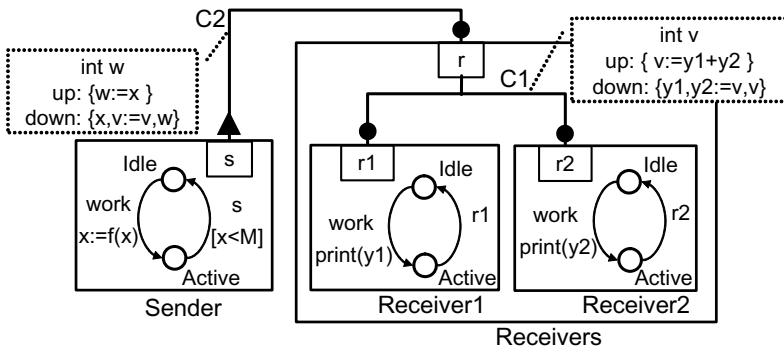 C2
int w
up: {w:=x }
down: {x,v:=v,w}
int v
up: { v:=y1+y2 }
down: {y1,y2:=v,v}
r
C1
s
Idle
work
x:=f(x)
s
[x<M]
Active
Sender
r1
Idle
work
print(y1)
r1
Active
Receiver1
r2
Idle
work
print(y2)
r2
Active
Receiver2
Receivers